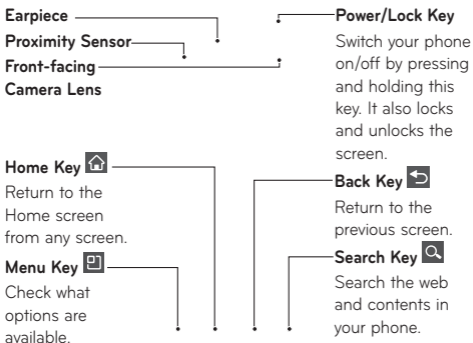 Earpiece
Proximity Sensor
Front-facing
Camera Lens
Home Key
Return to the
Home screen
from any screen.
Menu Key
Check what
options are
available.
Power/Lock Key
Switch your phone
on/off by pressing
and holding this
key. It also locks
and unlocks the
screen.
Back Key
Return to the
previous screen.
Search Key
Search the web
and contents in
your phone.